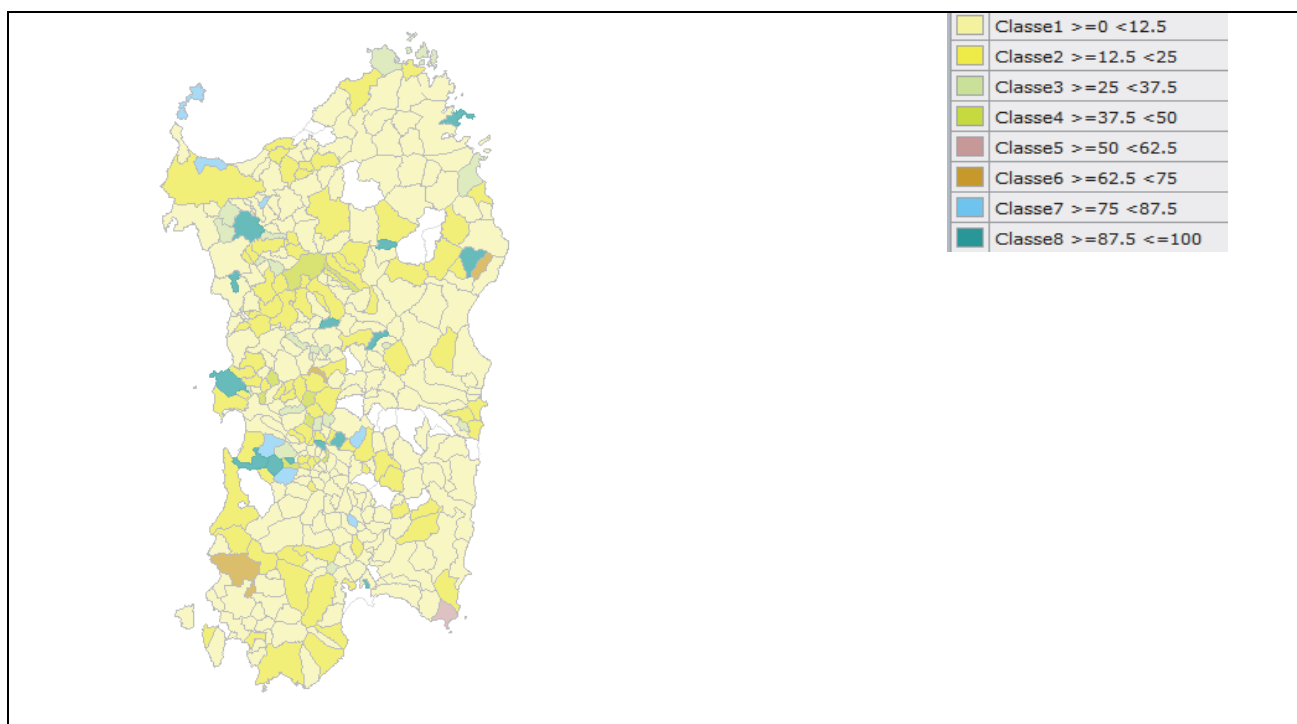 Classe1 >=0 <12.5
Classe2 >=12.5 <25
Classe3 >=25 <37.5
Classe4 >=37.5 <50
Classe5 >=50 <62.5
Classe6 >=62.5 <75
Classe7 >=75 <87.5
Classe8 >=87.5 <=100